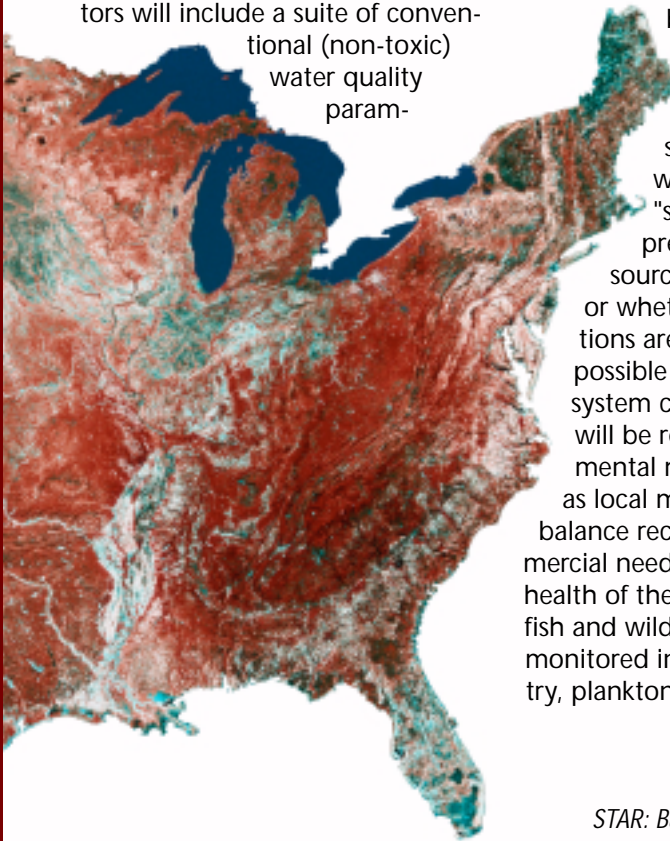 tors will include a suite of conven-
tional (non-toxic)
water quality
param-
sourc
or whet
tions are
possible
system c
will be r
mental r
as local m
balance rec
mercial need
health of the
fish and wild
monitored in
try, plankton
STAR: B